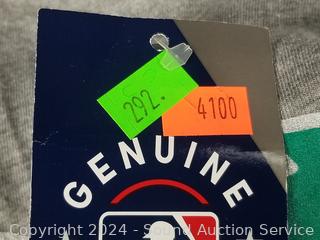 292.
4100
GENUINE
Copyright 2024 - Sound Auction Service